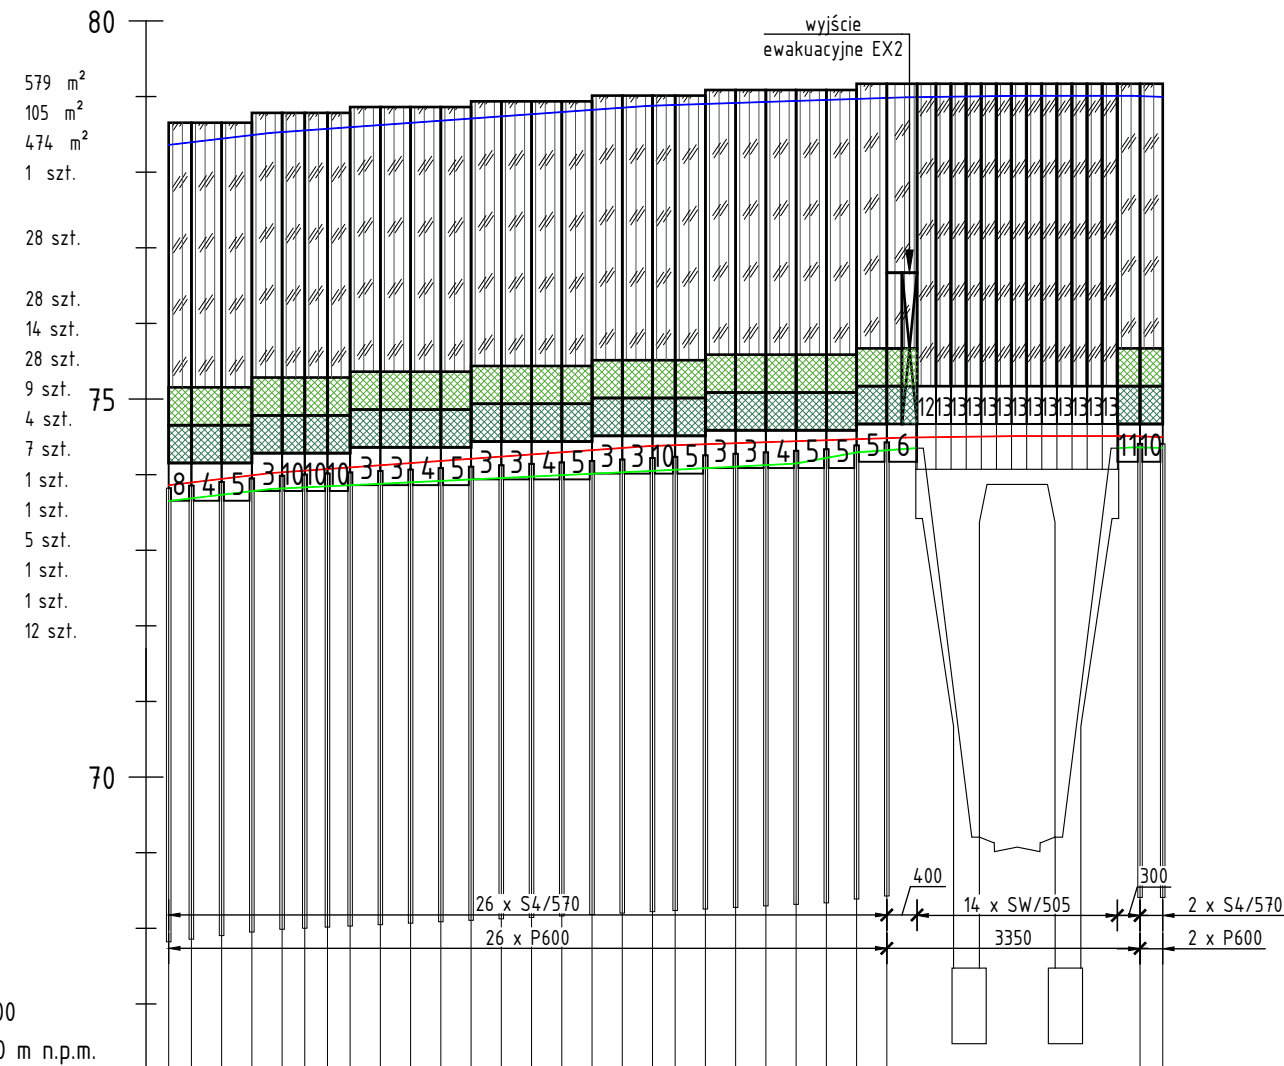 80
wyjście
ewakuacyjne EX2
579 m²
105 m²
474 m²
1 szt.
28 szt.
28 szt.
14 szt.
28 szt.
9 szt.
4 szt.
7 szt.
1 szt.
1 szt.
5 szt.
1 szt.
1 szt.
12 szt.
75
12 13 13 13 13 13 13 13 13 13 13 13 13
8 4 5 3 10 10 10 3 3 4 5 3 3 4 5 3 3 10 5 3 3 4 5 5 5 6 11 10
70
400 300
26 x S4/570 14 x SW/505 2 x S4/570
26 x P600 3350 2 x P600
00
0 m n.p.m.